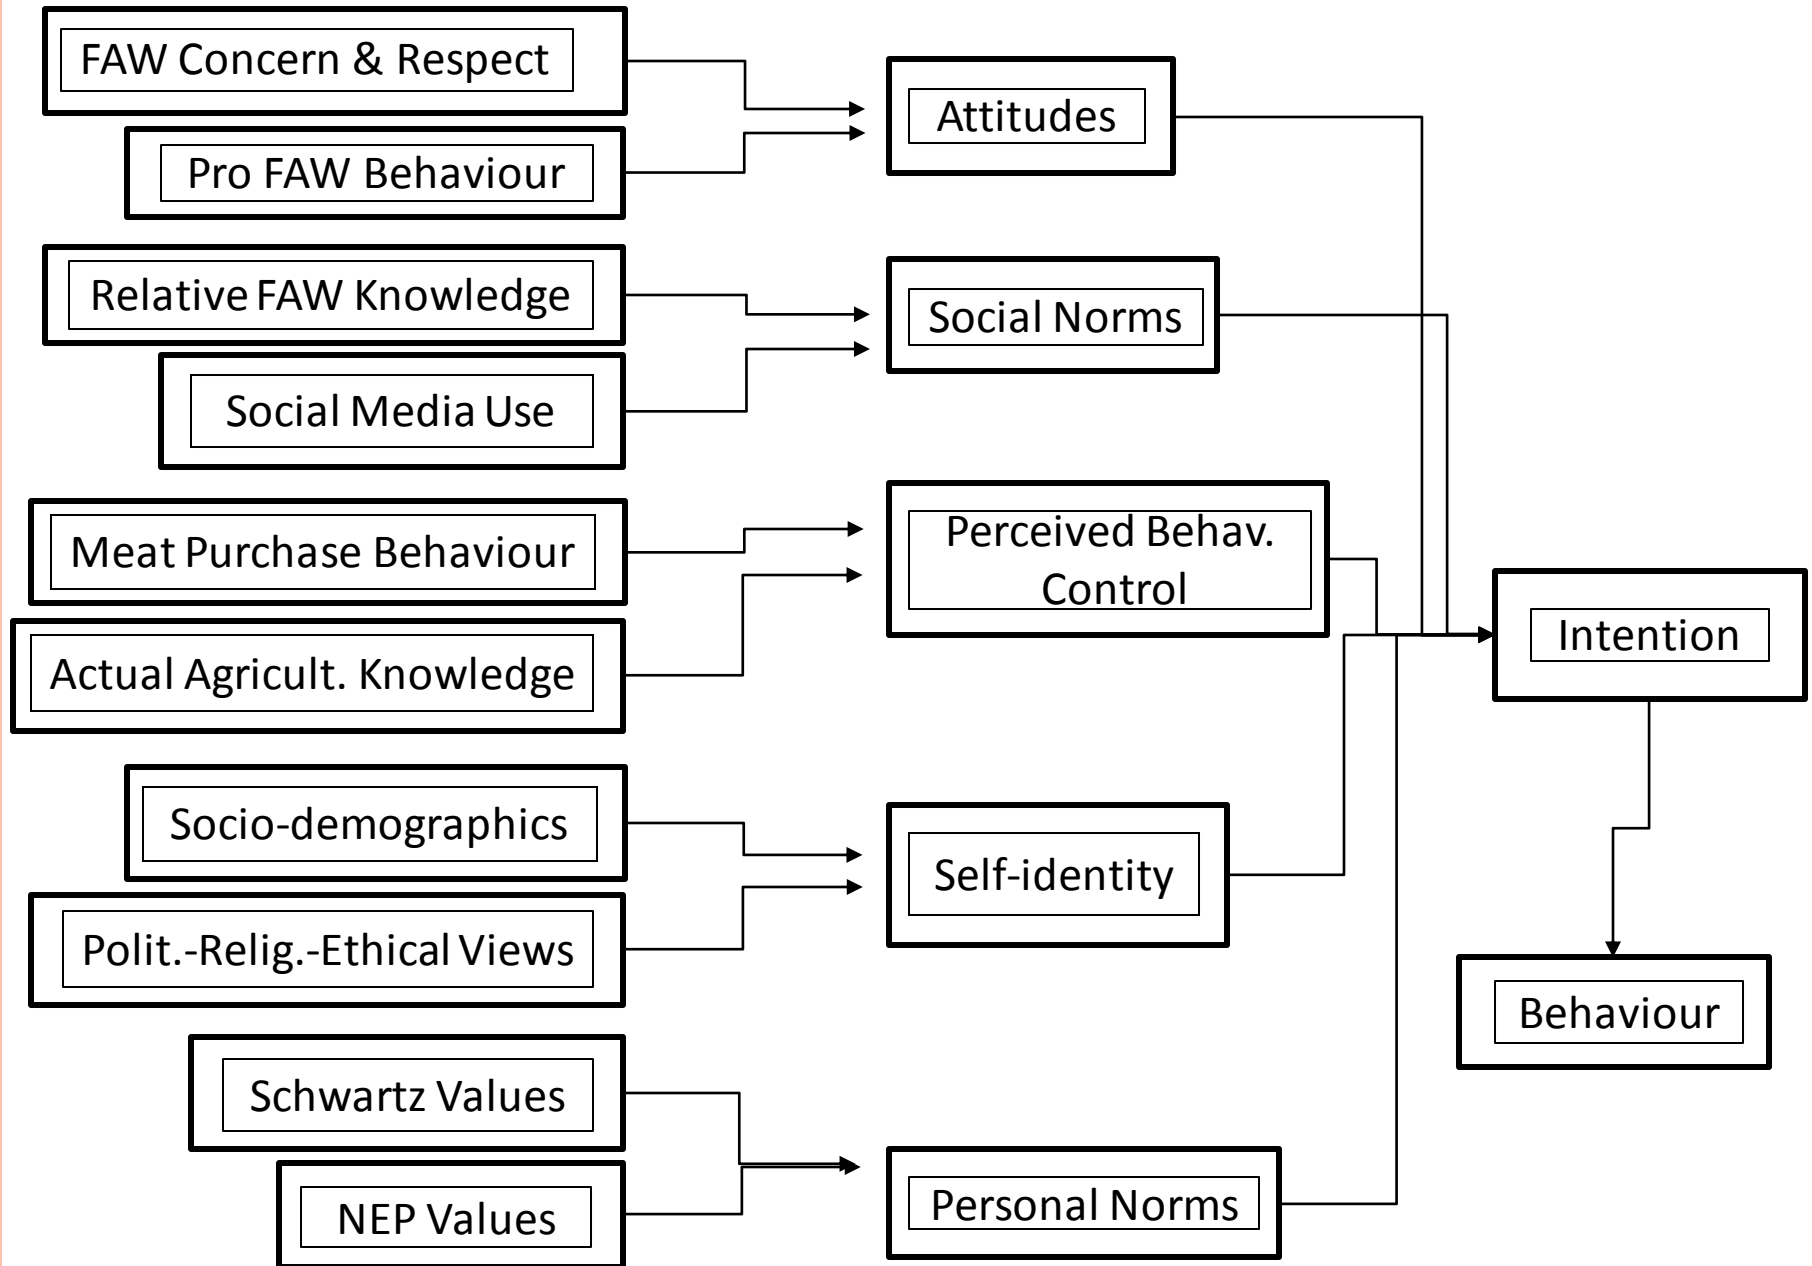 FAW Concern & Respect
Pro FAW Behaviour
Relative FAW Knowledge
Social Media Use
Meat Purchase Behaviour
Actual Agricult. Knowledge
Socio-demographics
Polit.-Relig.-Ethical Views
Schwartz Values
NEP Values
Attitudes
Social Norms
Perceived Behav.
Control
Self-identity
Personal Norms
Intention
Behaviour